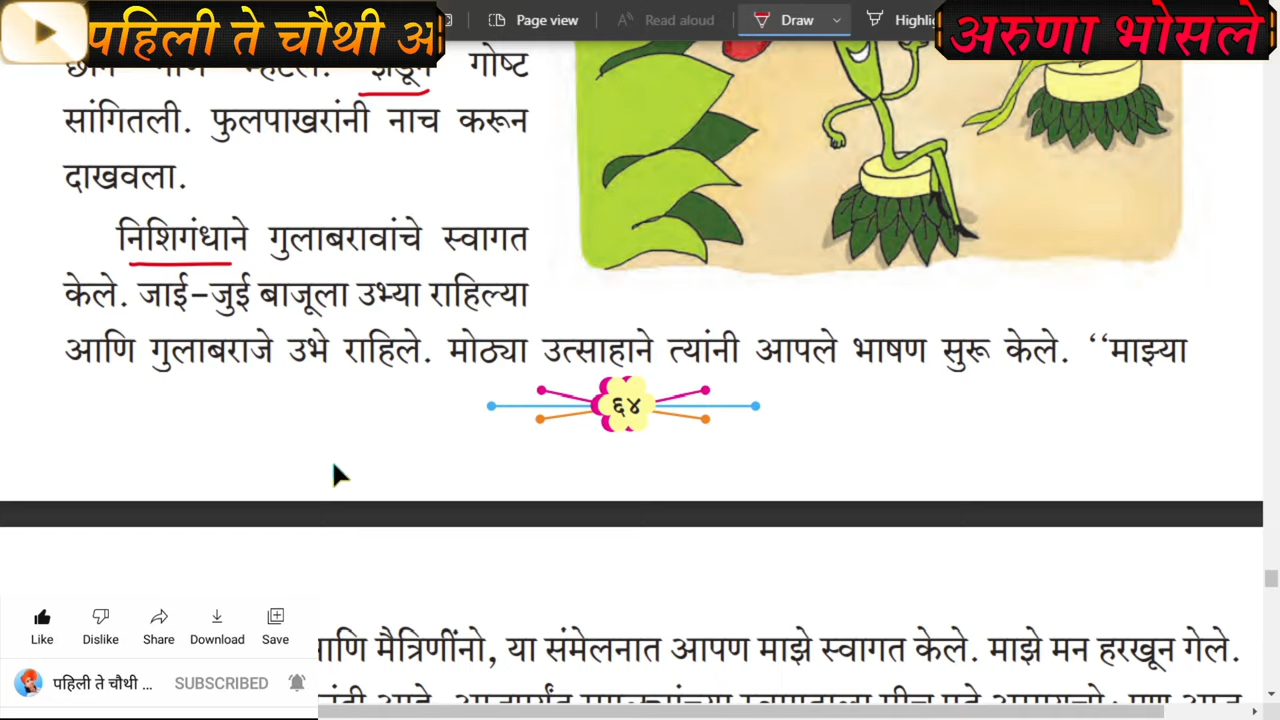 पहिली ते चौथी अ
Page view
Read aloud
Draw
अरुणा भोसले
झेंडूने गोष्ट
सांगितली. फुलपाखरांनी नाच करून
दाखवला.
निशिगंधाने गुलाबरावांचे स्वागत
केले. जाई-जुई बाजूला उभ्या राहिल्या
आणि गुलाबराजे उभे राहिले. मोठ्या उत्साहाने त्यांनी आपले भाषण सुरू केले. ‘‘माझ्या
६४
मैत्रिणींनो, या संमेलनात आपण माझे स्वागत केले. माझे मन हरखून गेले.
Like Dislike Share Download Save
पहिली ते चौथी ... SUBSCRIBED